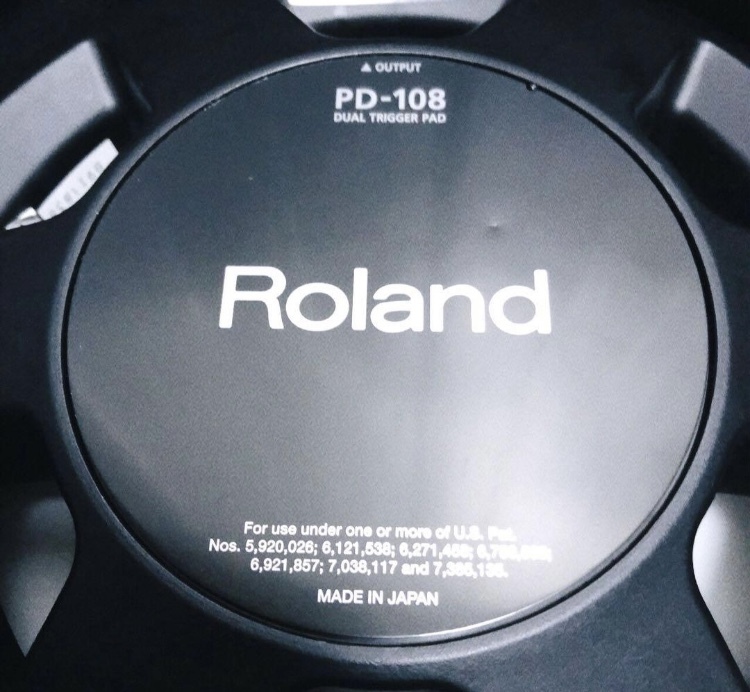 ▲ OUTPUT
PD-108
DUAL TRIGGER PAD
Roland
For use under one or more of U.S. Pat.
Nos. 5,920,026; 6,121,538; 6,271,458;
6,921,857; 7,038,117 and 7,385,135.
MADE IN JAPAN